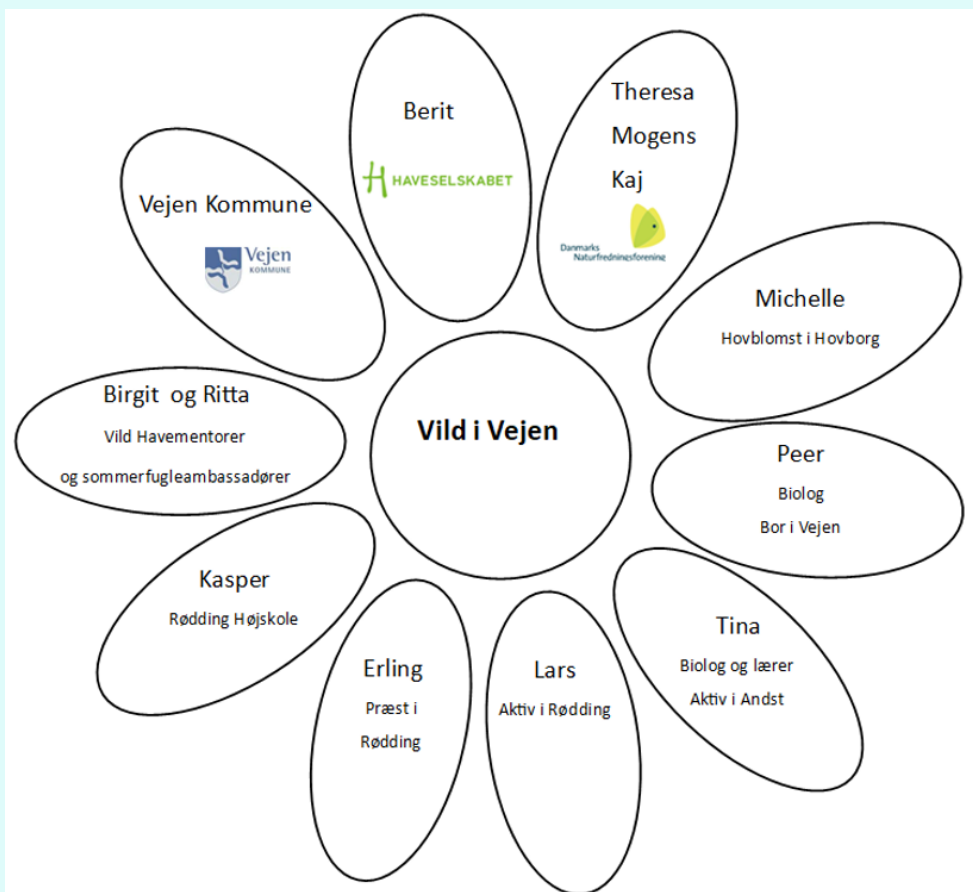 Berit
HAVESELSKABET
Theresa
Mogens
Kaj
Danmarks
Naturfredningsforening
Vejen Kommune
Vejen
KOMMUNE
Michelle
Hovblomst i Hovborg
Birgit og Ritta
Vild Havementorer
og sommerfugleambassadører
Vild i Vejen
Peer
Biolog
Bor i Vejen
Kasper
Rødding Højskole
Tina
Biolog og lærer
Aktiv i Andst
Erling
Præst i
Rødding
Lars
Aktiv i Rødding